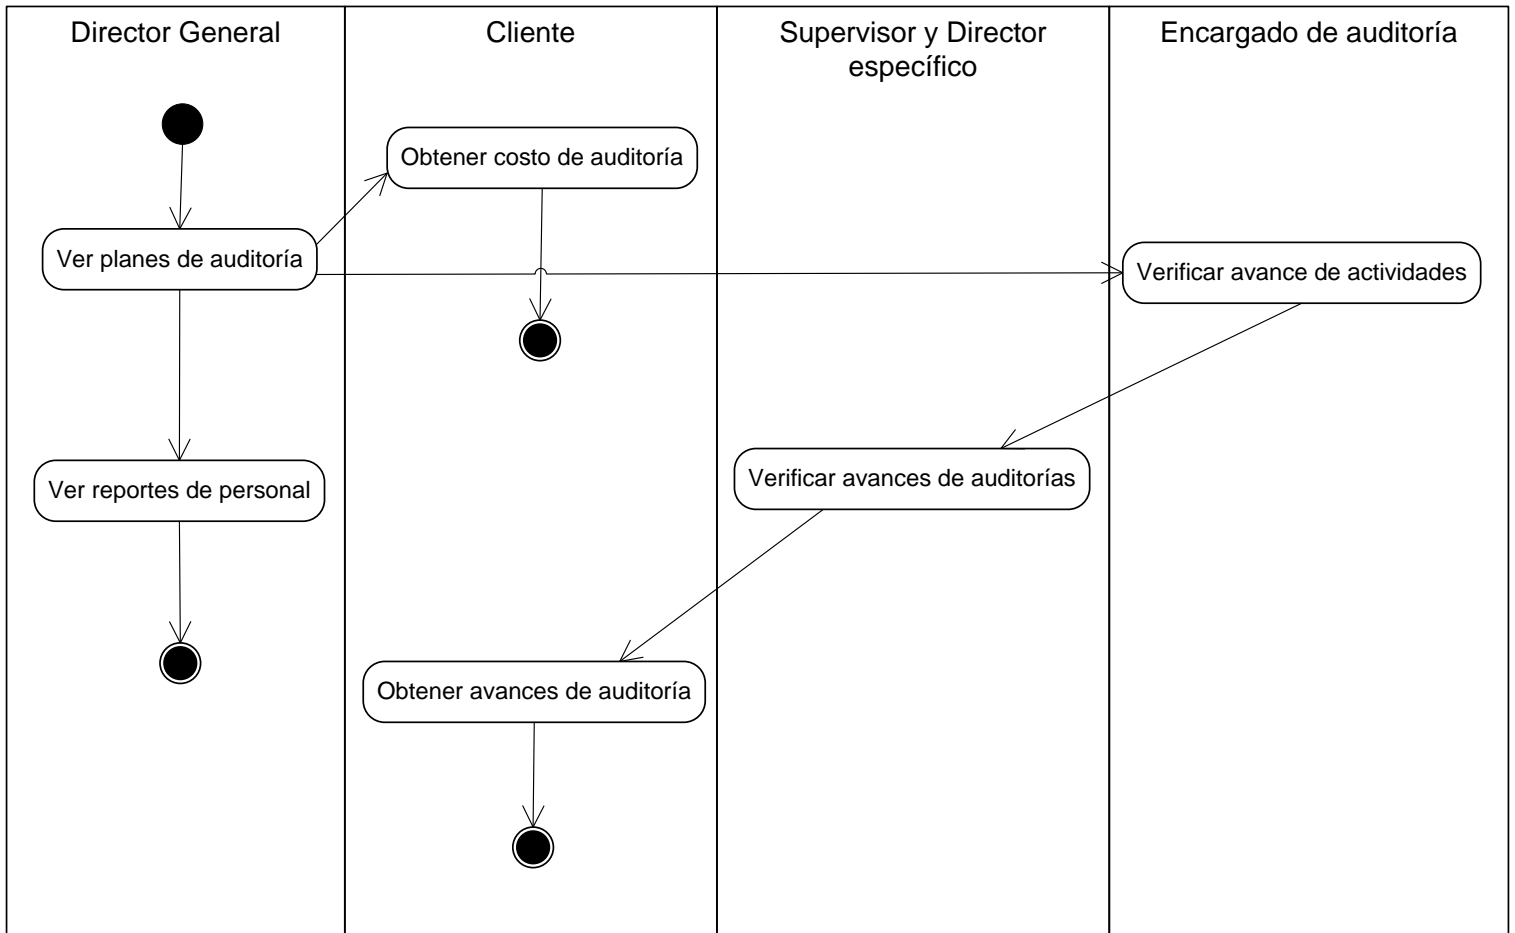 Director General
Cliente
Supervisor y Director
específico
Encargado de auditoría
Obtener costo de auditoría
Ver planes de auditoría
Verificar avance de actividades
Ver reportes de personal
Verificar avances de auditorías
Obtener avances de auditoría